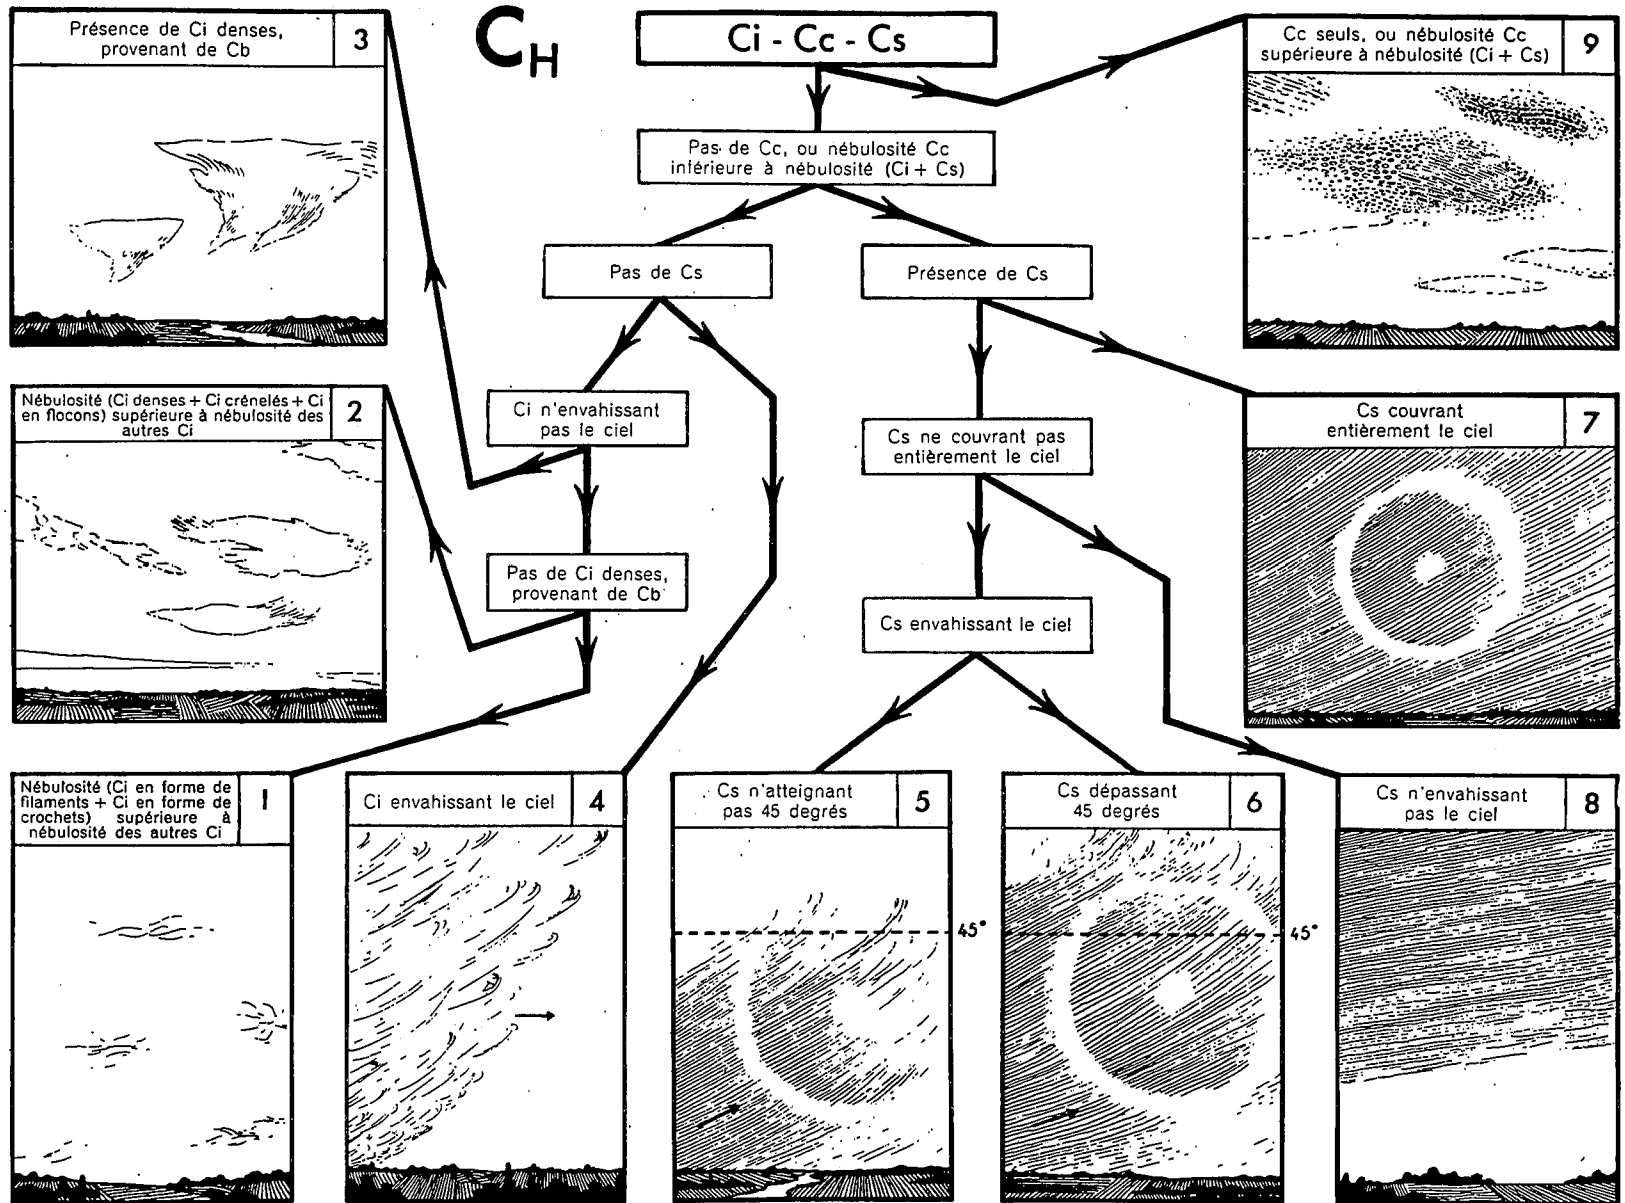 C H
Ci - Cc - Cs
Présence de Ci denses,
provenant de Cb
3
Cc seuls, ou nébulosité Cc
supérieure à nébulosité (Ci + Cs)
9
Pas de Cc, ou nébulosité Cc
inférieure à nébulosité (Ci + Cs)
Pas de Cs
Présence de Cs
Nébulosité (Ci denses + Ci crénelés + Ci
en flocons) supérieure à nébulosité des
autres Ci
2
Ci n'envahissant
pas le ciel
Cs ne couvrant pas
entièrement le ciel
Cs couvrant
entièrement le ciel
7
Pas de Ci denses,
provenant de Cb
Cs envahissant le ciel
Nébulosité (Ci en forme de
filaments + Ci en forme de
crochets) supérieure à
nébulosité des autres Ci
1
Ci envahissant le ciel
4
Cs n'atteignant
pas 45 degrés
5
Cs dépassant
45 degrés
6
Cs n'envahissant
pas le ciel
8
45°
45°